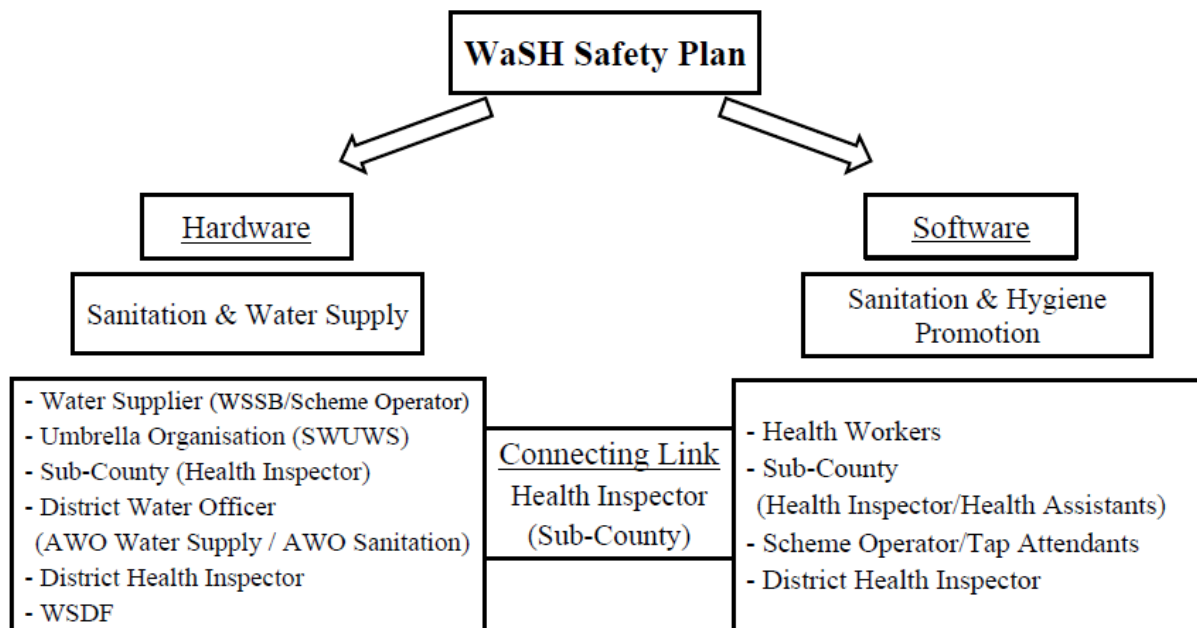 WaSH Safety Plan
Hardware
Sanitation & Water Supply
- Water Supplier (WSSB/Scheme Operator)
- Umbrella Organisation (SWUWS)
- Sub-County (Health Inspector)
- District Water Officer
(AWO Water Supply / AWO Sanitation)
- District Health Inspector
- WSDF
Connecting Link
Health Inspector
(Sub-County)
Software
Sanitation & Hygiene
Promotion
- Health Workers
- Sub-County
(Health Inspector/Health Assistants)
- Scheme Operator/Tap Attendants
- District Health Inspector